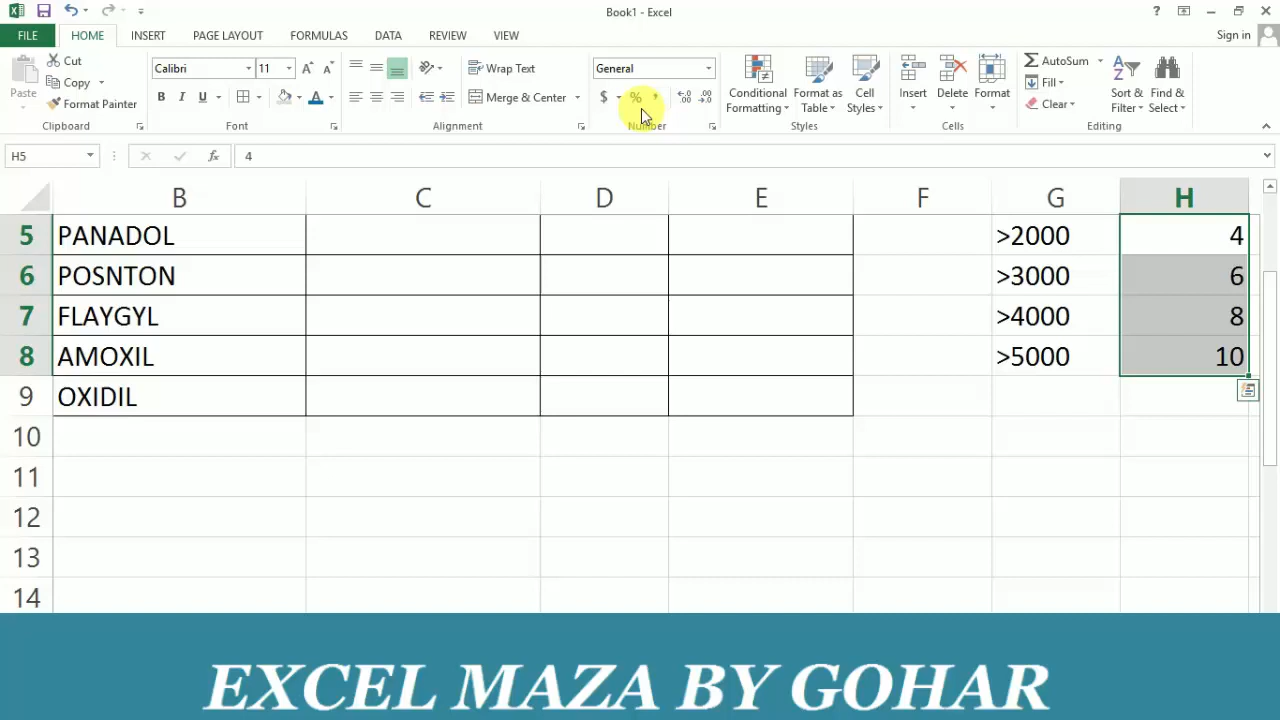 Book1 - Excel
?
FILE HOME INSERT PAGE LAYOUT FORMULAS DATA REVIEW VIEW Sign in
Paste Cut Copy Format Painter
Clipboard
Calibri 11
B I U A
Font
Wrap Text
Merge & Center
Alignment
General
$ % ,
Number
Conditional Formatting
Format as Table
Cell Styles
Styles
Insert Delete Format
Cells
AutoSum
Fill
Clear
Sort & Filter
Find & Select
Editing
H5 fx 4
B C D E F G H
5 PANADOL >2000 4
6 POSNTON >3000 6
7 FLAYGYL >4000 8
8 AMOXIL >5000 10
9 OXIDIL
10
11
12
13
14
EXCEL MAZA BY GOHAR